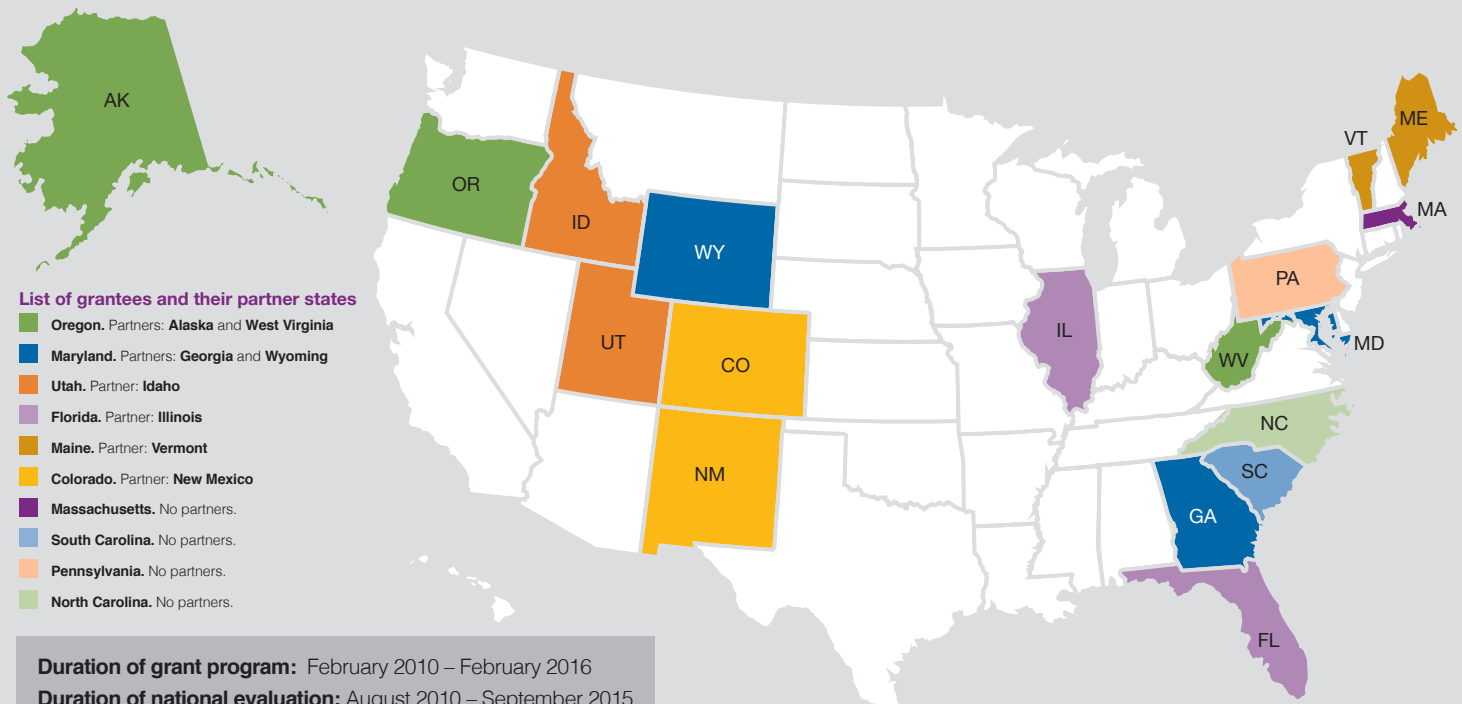 AK
OR
ID
WY
UT
CO
NM
IL
PA
WV
MD
NC
SC
GA
FL
VT
ME
MA
List of grantees and their partner states
Oregon. Partners: Alaska and West Virginia
Maryland. Partners: Georgia and Wyoming
Utah. Partner: Idaho
Florida. Partner: Illinois
Maine. Partner: Vermont
Colorado. Partner: New Mexico
Massachusetts. No partners.
South Carolina. No partners.
Pennsylvania. No partners.
North Carolina. No partners.
Duration of grant program: February 2010 – February 2016
Duration of national evaluation: August 2010 – September 2015